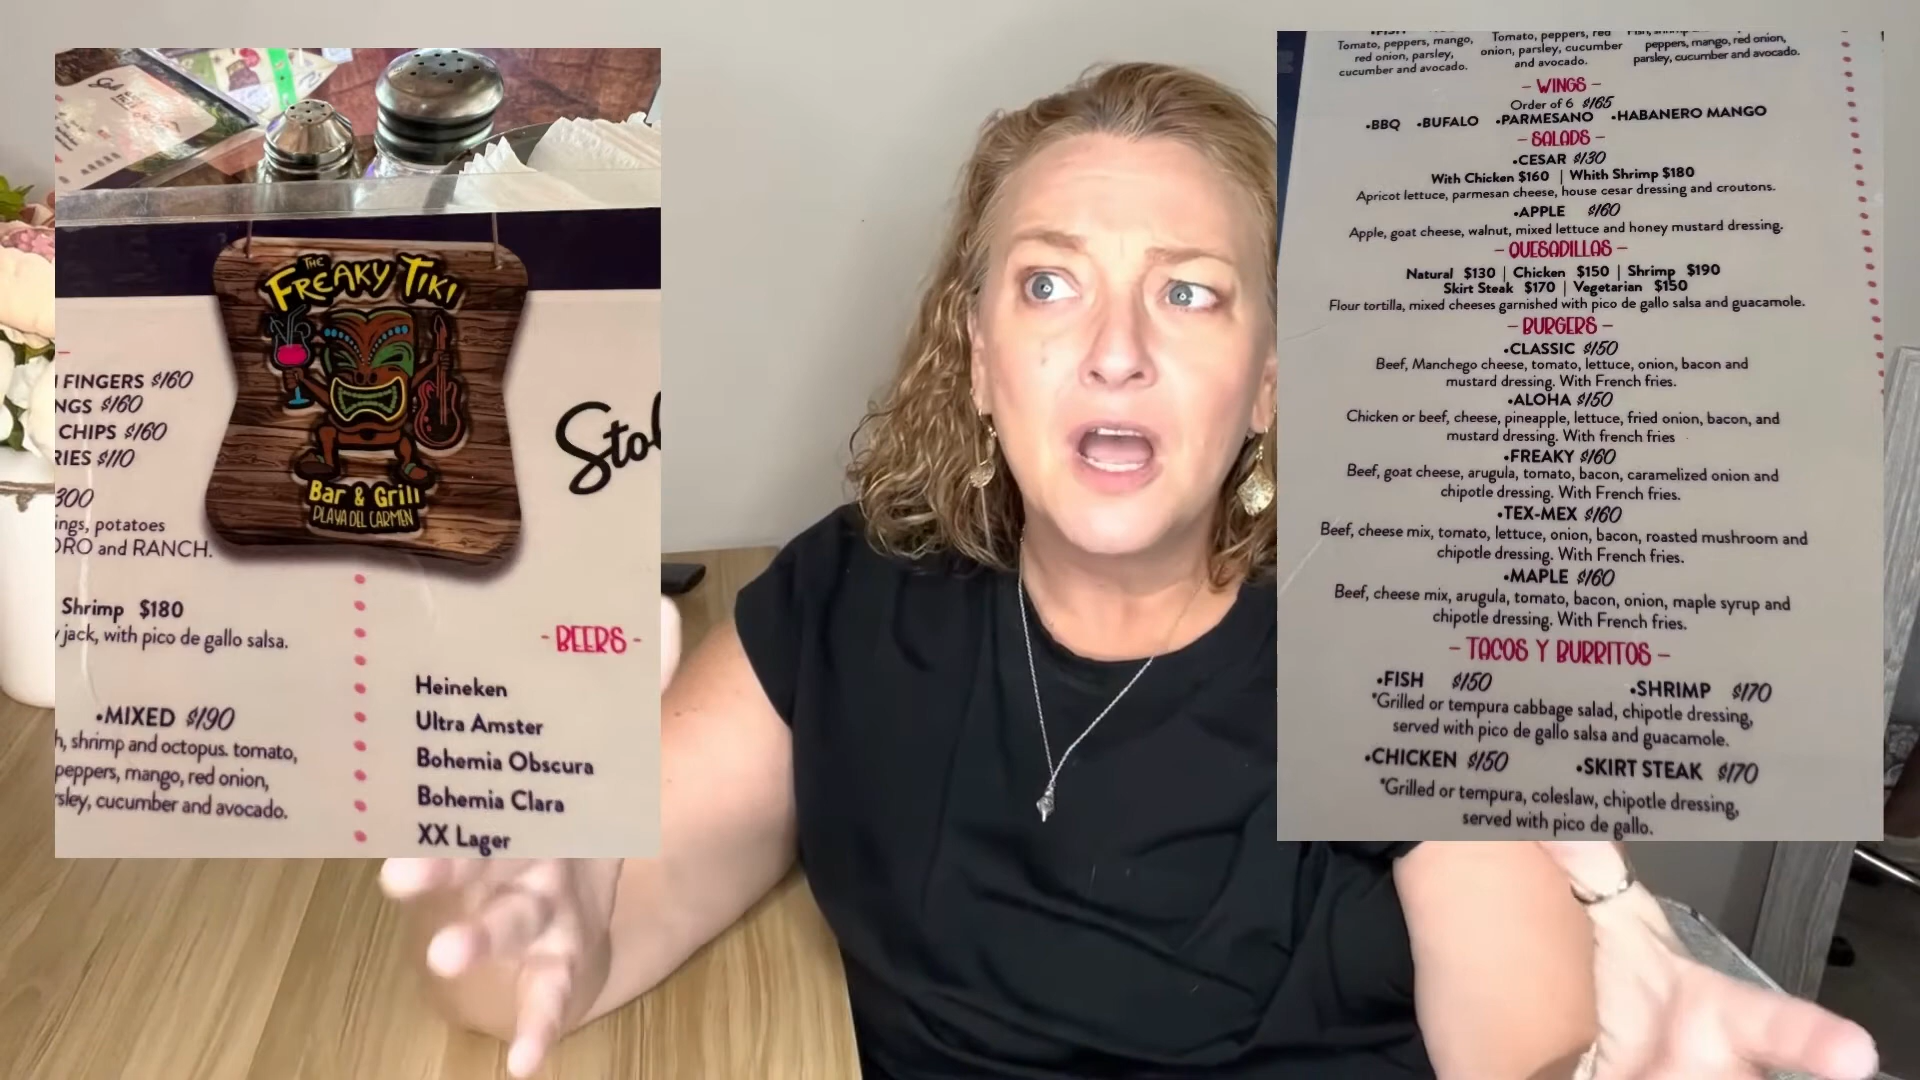 THE
FREAKY TIKI
Bar & Grill
PLAYA DEL CARMEN
FINGERS $160
NGS $160
CHIPS $160
RIES $110
300
ings, potatoes
ORO and RANCH.
Shrimp $180
jack, with pico de gallo salsa.
•MIXED $190
h, shrimp and octopus. tomato,
peppers, mango, red onion,
rsley, cucumber and avocado.
- BEERS -
Heineken
Ultra Amster
Bohemia Obscura
Bohemia Clara
XX Lager
Tomato, peppers, mango,
red onion, parsley,
cucumber and avocado.
Tomato, peppers, red
onion, parsley, cucumber
and avocado.
peppers, mango, red onion,
parsley, cucumber and avocado.
- WINGS -
Order of 6 $165
•BBQ •BUFALO •PARMESANO •HABANERO MANGO
- SALADS -
•CESAR $130
With Chicken $160 | Whith Shrimp $180
Apricot lettuce, parmesan cheese, house cesar dressing and croutons.
•APPLE $160
Apple, goat cheese, walnut, mixed lettuce and honey mustard dressing.
- QUESADILLAS -
Natural $130 | Chicken $150 | Shrimp $190
Skirt Steak $170 | Vegetarian $150
Flour tortilla, mixed cheeses garnished with pico de gallo salsa and guacamole.
- BURGERS -
•CLASSIC $150
Beef, Manchego cheese, tomato, lettuce, onion, bacon and
mustard dressing. With French fries.
•ALOHA $150
Chicken or beef, cheese, pineapple, lettuce, fried onion, bacon, and
mustard dressing. With french fries
•FREAKY $160
Beef, goat cheese, arugula, tomato, bacon, caramelized onion and
chipotle dressing. With French fries.
•TEX-MEX $160
Beef, cheese mix, tomato, lettuce, onion, bacon, roasted mushroom and
chipotle dressing. With French fries.
•MAPLE $160
Beef, cheese mix, arugula, tomato, bacon, onion, maple syrup and
chipotle dressing. With French fries.
- TACOS Y BURRITOS -
•FISH $150 •SHRIMP $170
*Grilled or tempura cabbage salad, chipotle dressing,
served with pico de gallo salsa and guacamole.
•CHICKEN $150 •SKIRT STEAK $170
*Grilled or tempura, coleslaw, chipotle dressing,
served with pico de gallo.